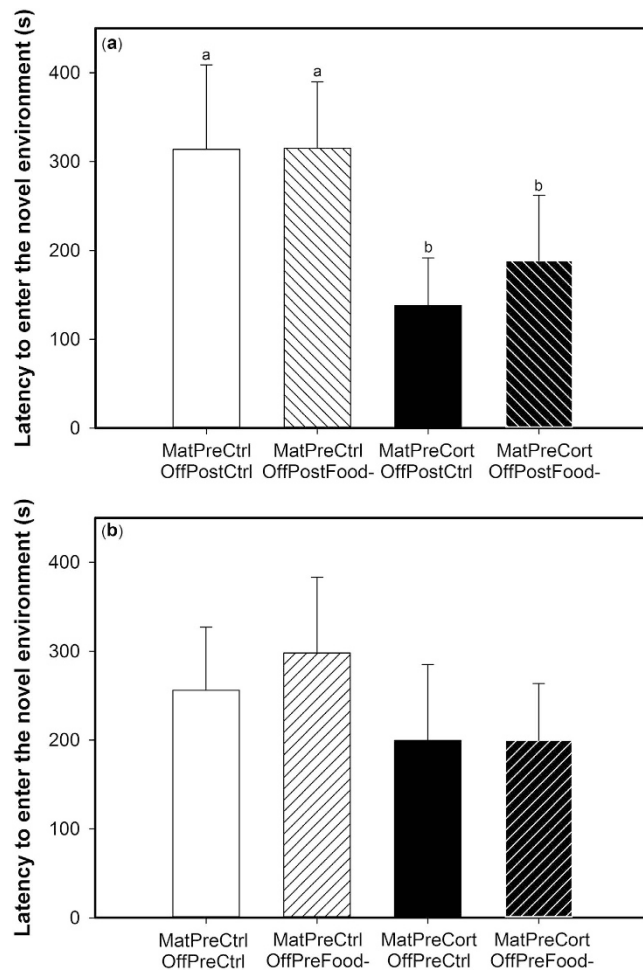 (a)
Latency to enter the novel environment (s)
400
300
200
100
0
a
a
b
b
MatPreCtrl
OffPostCtrl
MatPreCtrl
OffPostFood-
MatPreCort
OffPostCtrl
MatPreCort
OffPostFood-
(b)
Latency to enter the novel environment (s)
400
300
200
100
0
MatPreCtrl
OffPreCtrl
MatPreCtrl
OffPreFood-
MatPreCort
OffPreCtrl
MatPreCort
OffPreFood-